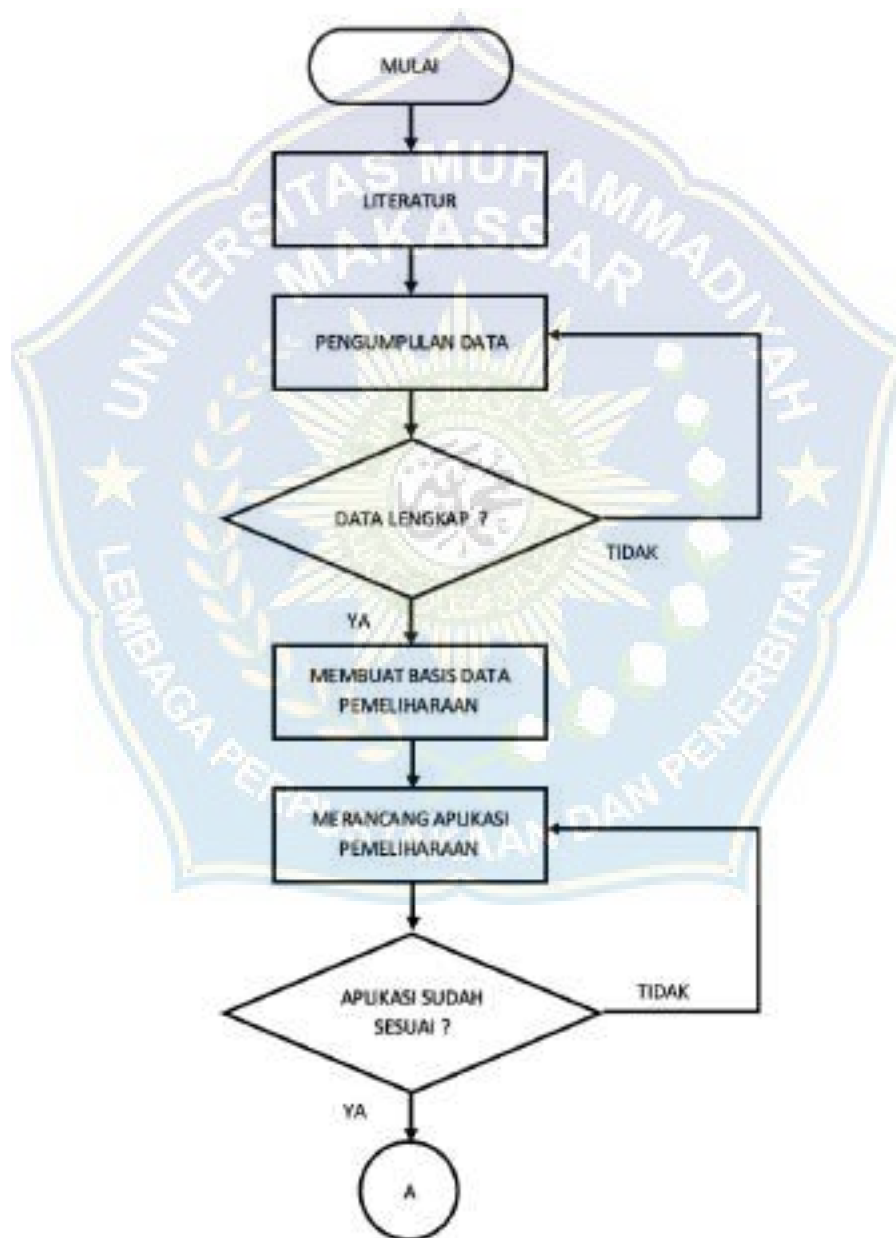 MULAI
UNIVERSITAS MUHAMMADIYAH
MAKASSAR
LITERATUR
PENGUMPULAN DATA
DATA LENGKAP ?
TIDAK
YA
MEMBUAT BASIS DATA
PEMELIHARAAN
MERANCANG APLIKASI
PEMELIHARAAN
LEMBAGA DAN PENERBITAN
APLIKASI SUDAH
SESUAI ?
TIDAK
YA
A